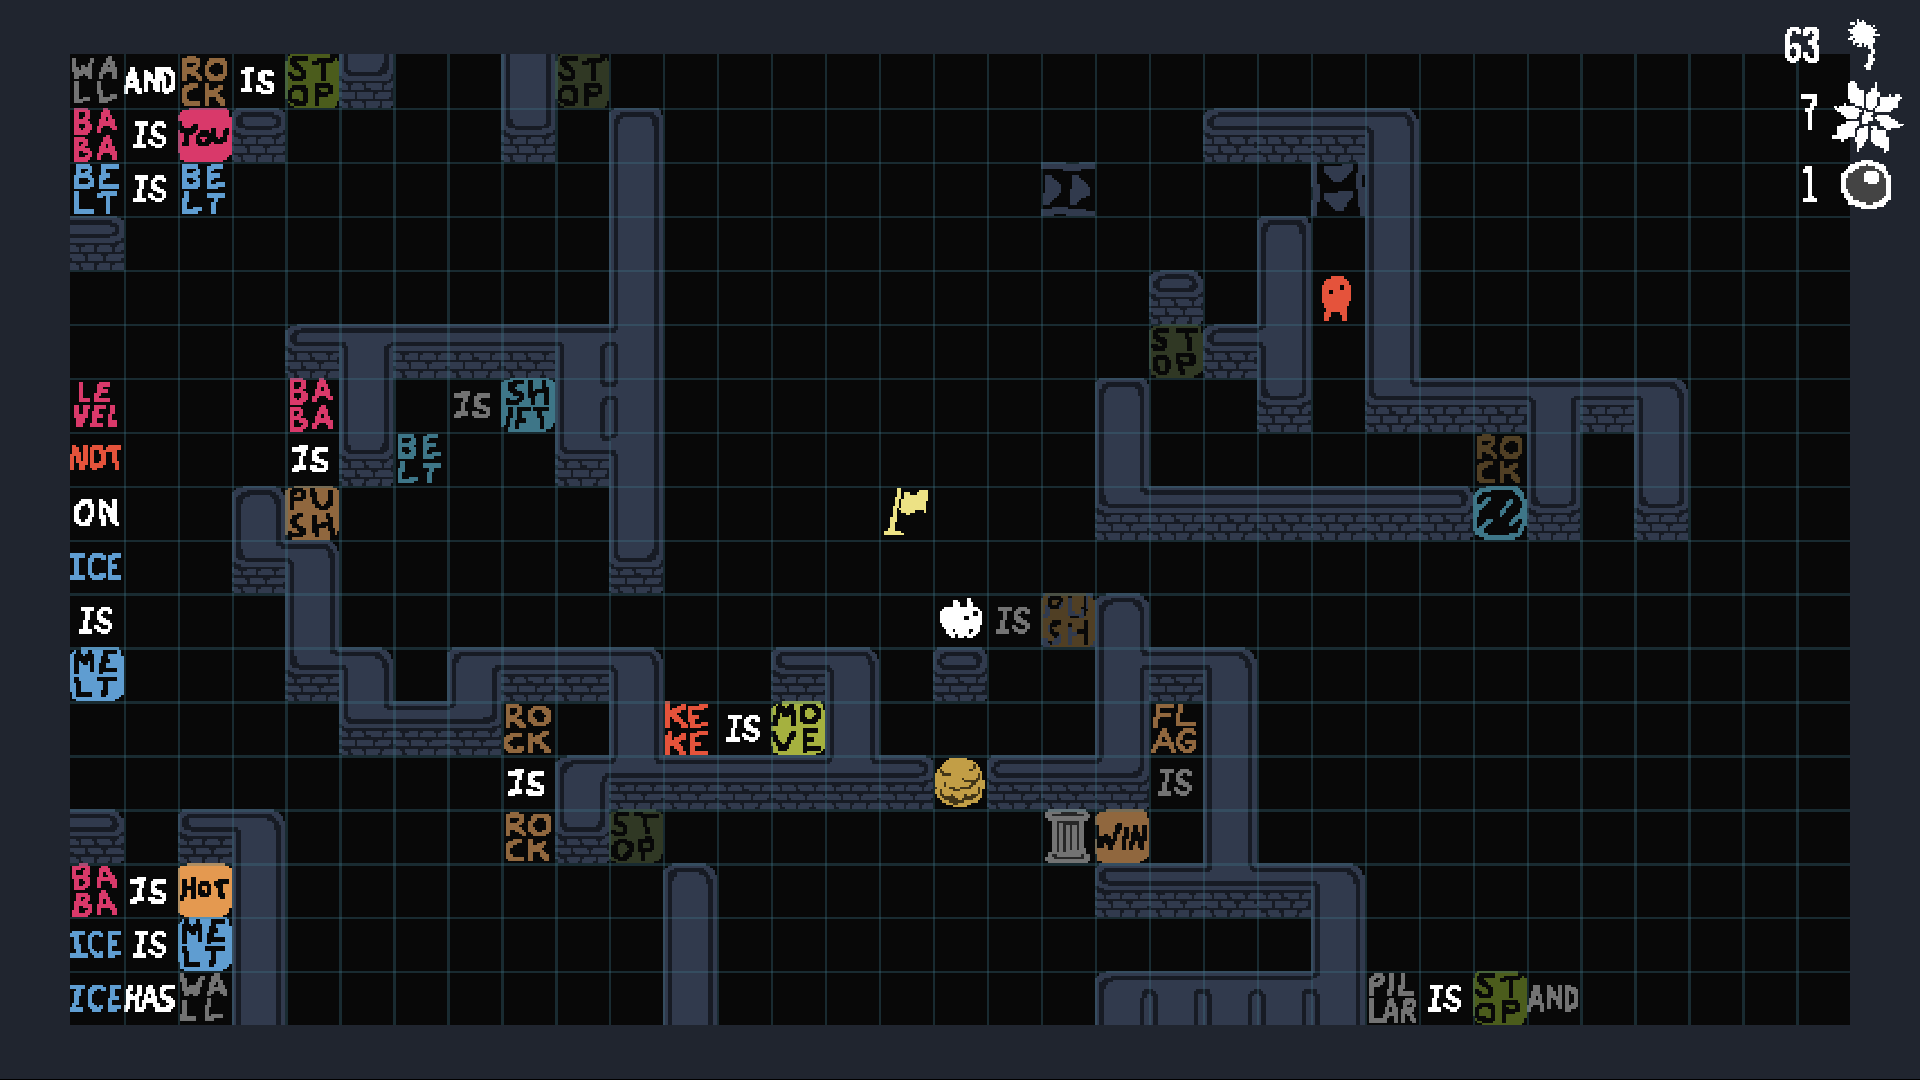 63
WALL AND ROCK IS STOP STOP
BABA IS YOU
7
BELT IS BELT
1
STOP
LEVEL BABA IS SHIFT
NOT IS BELT ROCK
ON PUSH
ICE
IS IS PUSH
MELT
ROCK KEKE IS MOVE FLAG
IS IS
ROCK STOP WIN
BABA IS HOT
ICE IS MELT
ICE HAS WALL PILLAR IS STOP AND